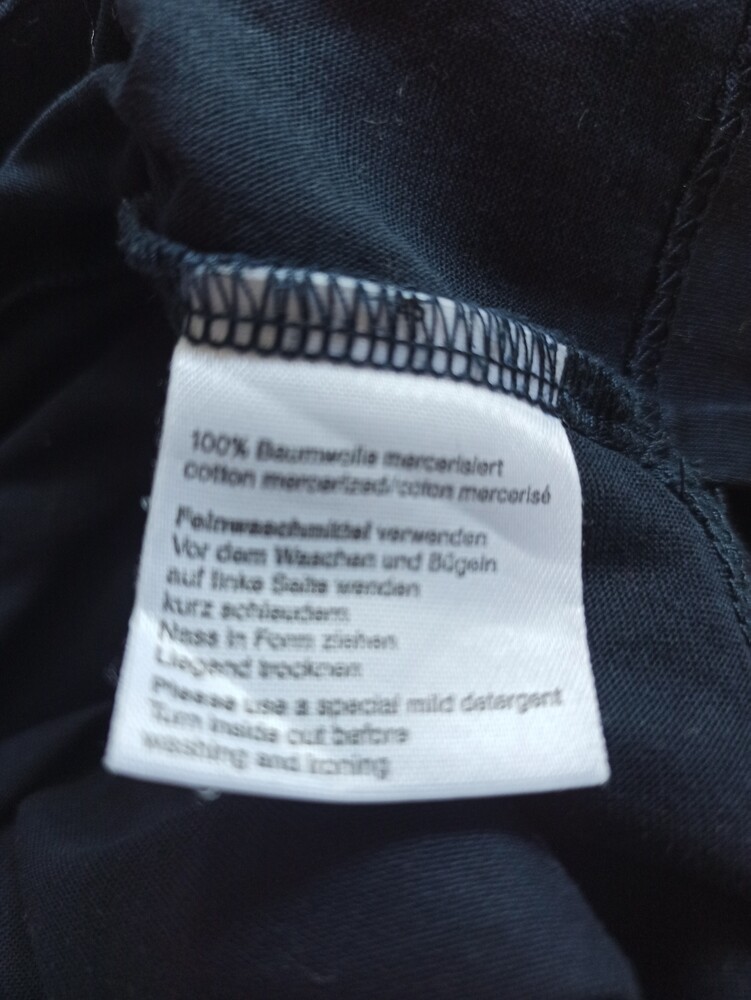 100% Baumwolle mercerisiert
cotton mercerized/coton mercerisé
Feinwaschmittel verwenden
Vor dem Waschen und Bügeln
auf linke Seite wenden
kurz schleudern
Nass in Form ziehen
Liegend trocknen
Please use a special mild detergent
Turn inside out before
washing and ironing